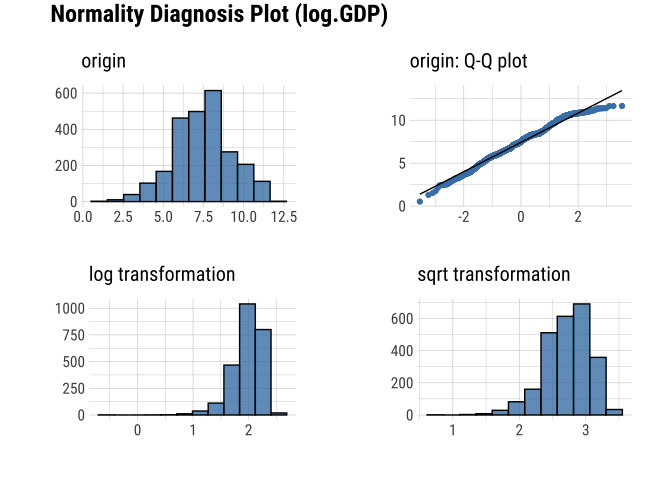 Normality Diagnosis Plot (log.GDP)
origin
600
400
200
0
0.0 2.5 5.0 7.5 10.0 12.5
origin: Q-Q plot
10
5
0
-2 0 2
log transformation
1000
750
500
250
0
0 1 2
sqrt transformation
600
400
200
0
1 2 3